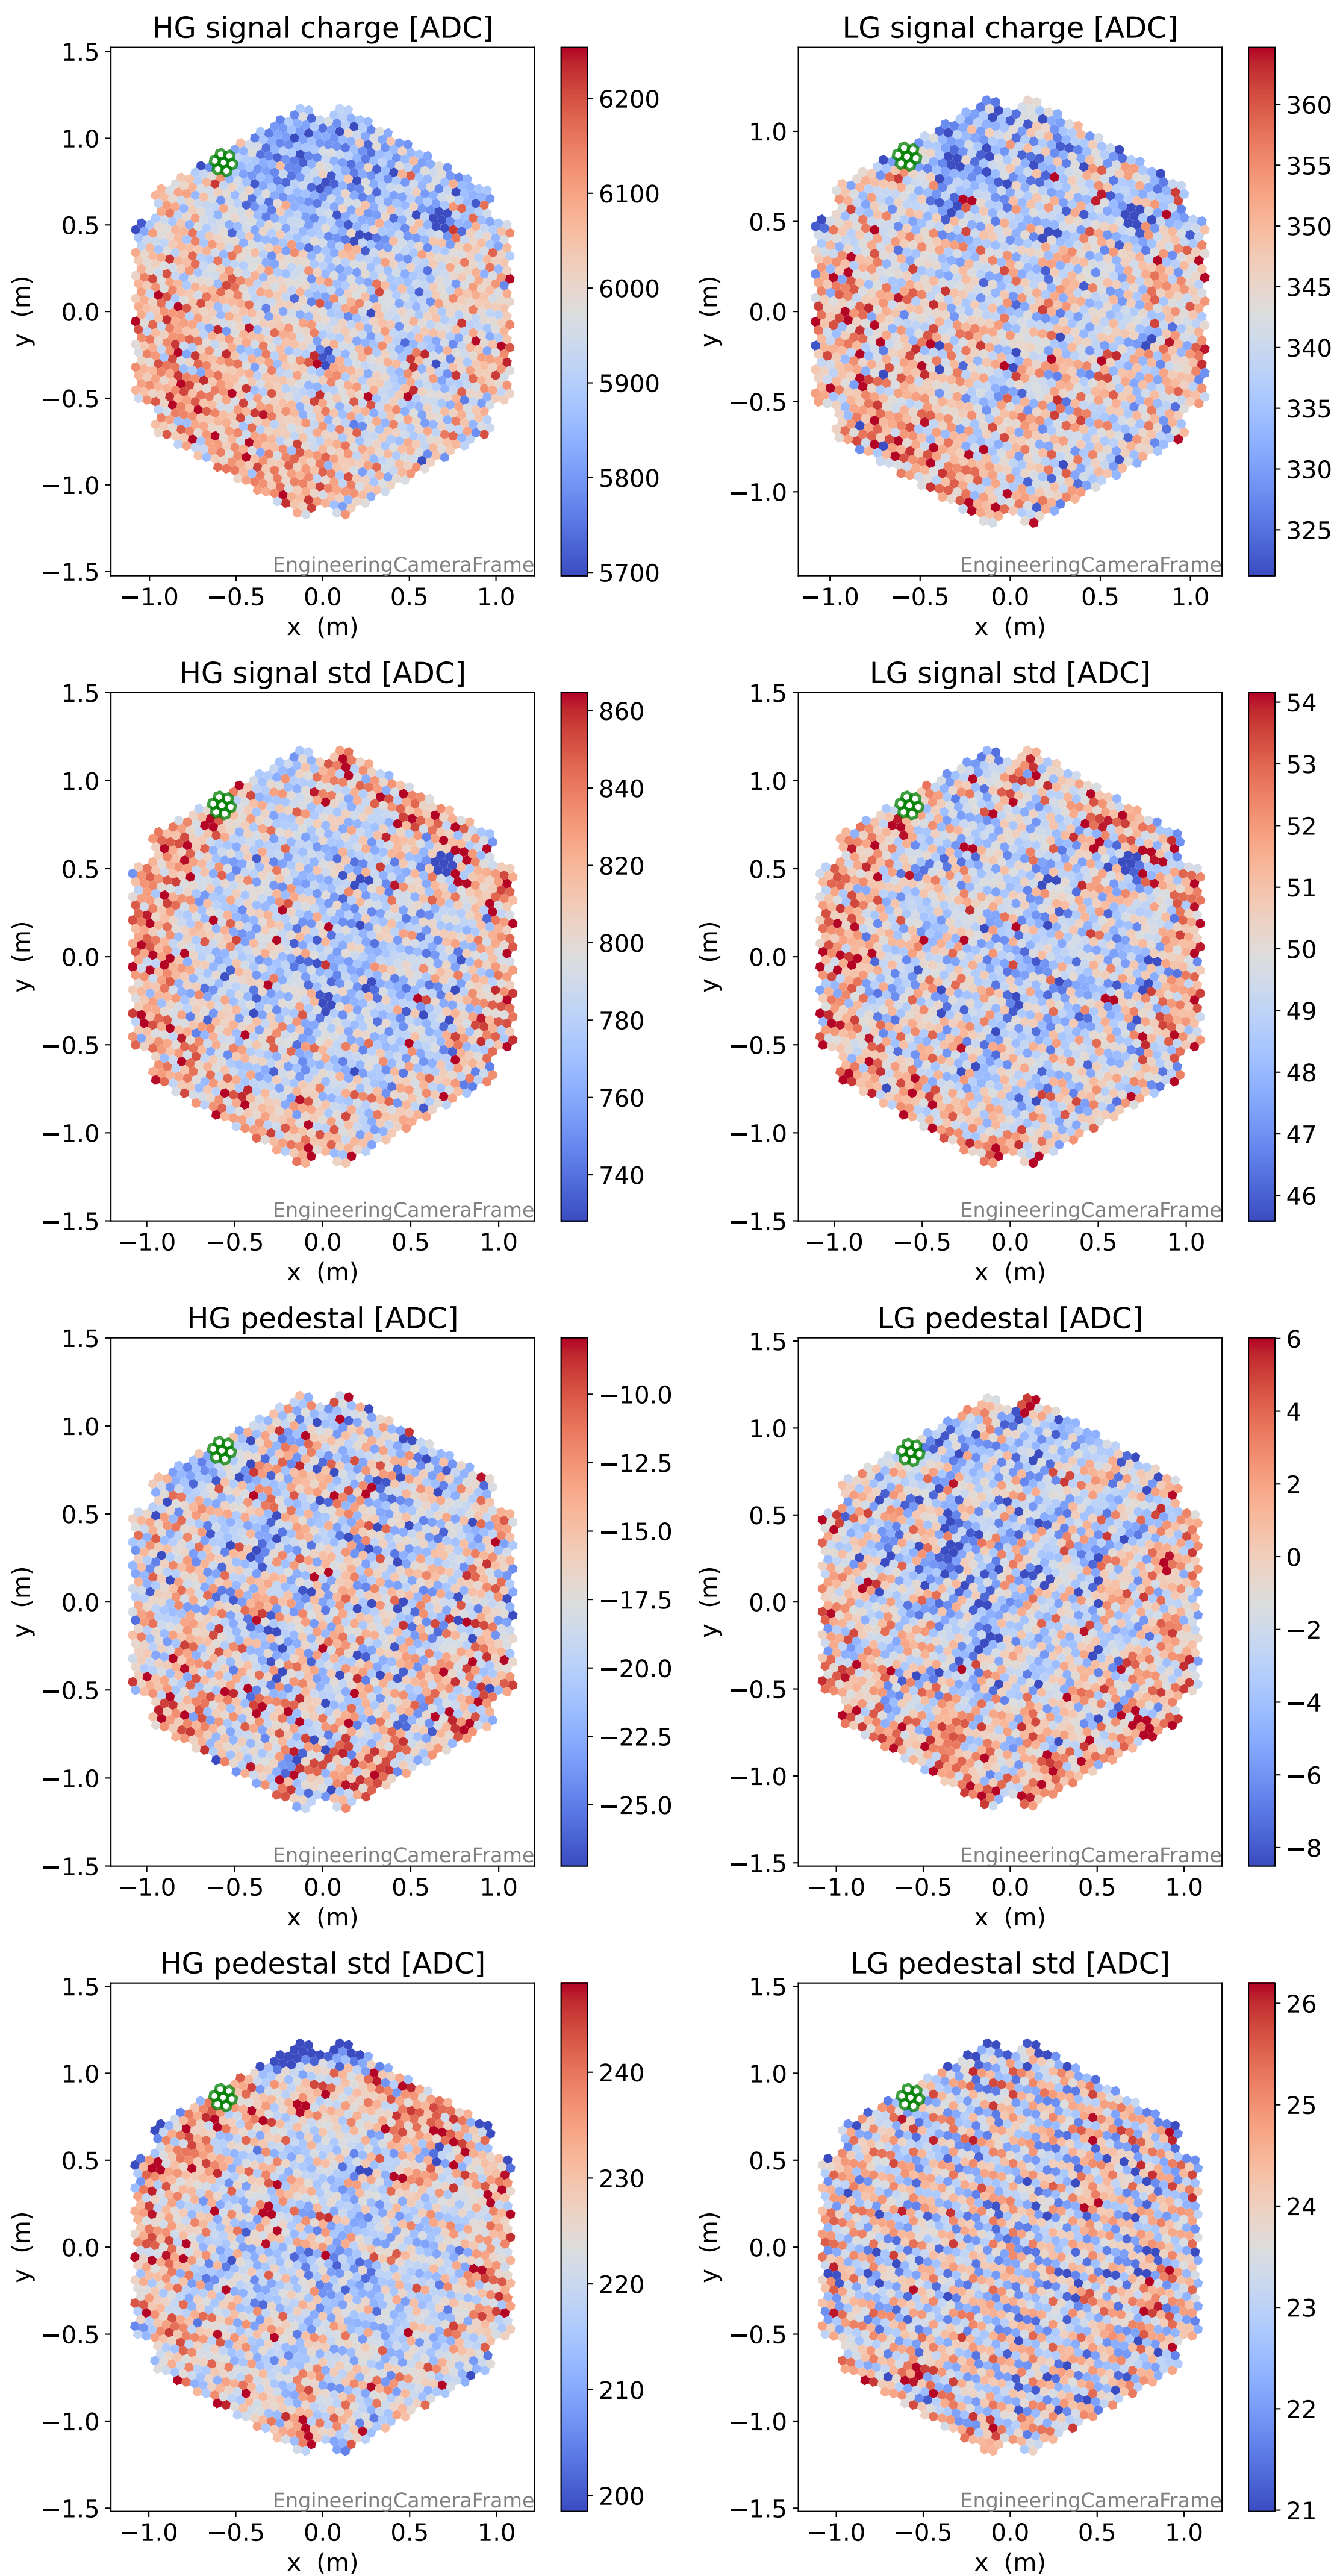 HG signal charge [ADC]
1.5
1.0
0.5
0.0
−0.5
−1.0
−1.5
y (m)
EngineeringCameraFrame
−1.0 −0.5 0.0 0.5 1.0
x (m)
6200
6100
6000
5900
5800
5700
LG signal charge [ADC]
1.0
0.5
0.0
−0.5
−1.0
y (m)
EngineeringCameraFrame
−1.0 −0.5 0.0 0.5 1.0
x (m)
360
355
350
345
340
335
330
325
HG signal std [ADC]
1.5
1.0
0.5
0.0
−0.5
−1.0
−1.5
y (m)
EngineeringCameraFrame
−1.0 −0.5 0.0 0.5 1.0
x (m)
860
840
820
800
780
760
740
LG signal std [ADC]
1.5
1.0
0.5
0.0
−0.5
−1.0
−1.5
y (m)
EngineeringCameraFrame
−1.0 −0.5 0.0 0.5 1.0
x (m)
54
53
52
51
50
49
48
47
46
HG pedestal [ADC]
1.5
1.0
0.5
0.0
−0.5
−1.0
−1.5
y (m)
EngineeringCameraFrame
−1.0 −0.5 0.0 0.5 1.0
x (m)
−10.0
−12.5
−15.0
−17.5
−20.0
−22.5
−25.0
LG pedestal [ADC]
1.5
1.0
0.5
0.0
−0.5
−1.0
−1.5
y (m)
EngineeringCameraFrame
−1.0 −0.5 0.0 0.5 1.0
x (m)
6
4
2
0
−2
−4
−6
−8
HG pedestal std [ADC]
1.5
1.0
0.5
0.0
−0.5
−1.0
−1.5
y (m)
EngineeringCameraFrame
−1.0 −0.5 0.0 0.5 1.0
x (m)
240
230
220
210
200
LG pedestal std [ADC]
1.5
1.0
0.5
0.0
−0.5
−1.0
−1.5
y (m)
EngineeringCameraFrame
−1.0 −0.5 0.0 0.5 1.0
x (m)
26
25
24
23
22
21